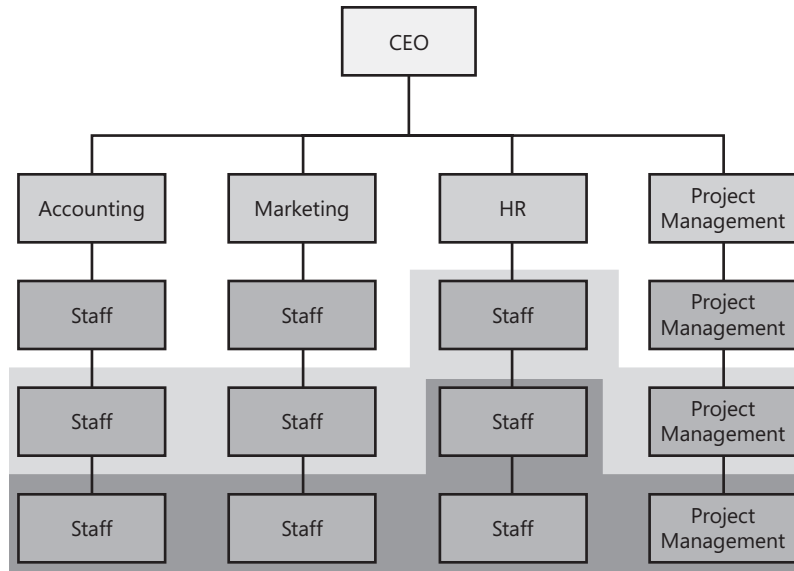 CEO
Accounting
Marketing
HR
Project
Management
Staff
Staff
Staff
Project
Management
Staff
Staff
Staff
Project
Management
Staff
Staff
Staff
Project
Management